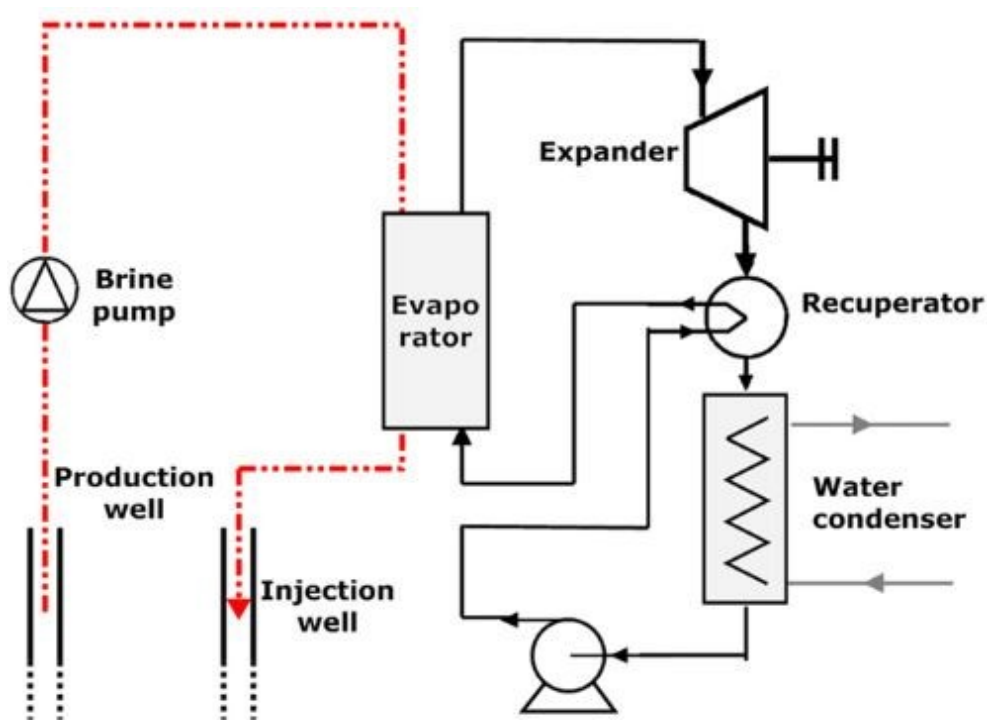 Expander
Brine
pump
Evapo
rator
Recuperator
Production
well
Water
condenser
Injection
well